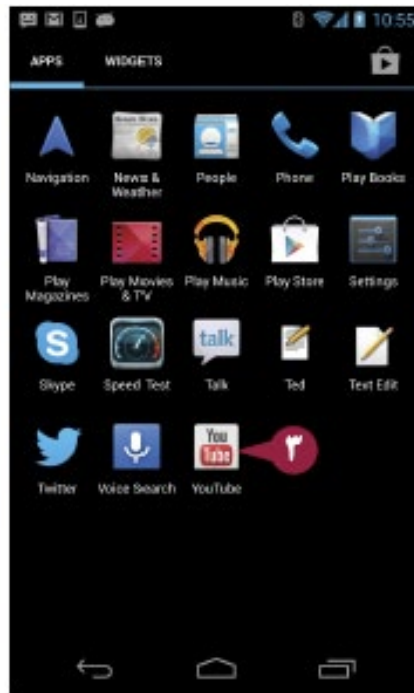 10:55
APPS WIDGETS
Navigation News & Weather People Phone Play Books
Play Magazines Play Movies & TV Play Music Play Store Settings
S talk
Skype Speed Test Talk Ted Text Edit
You Tube ٣
Twitter Voice Search YouTube